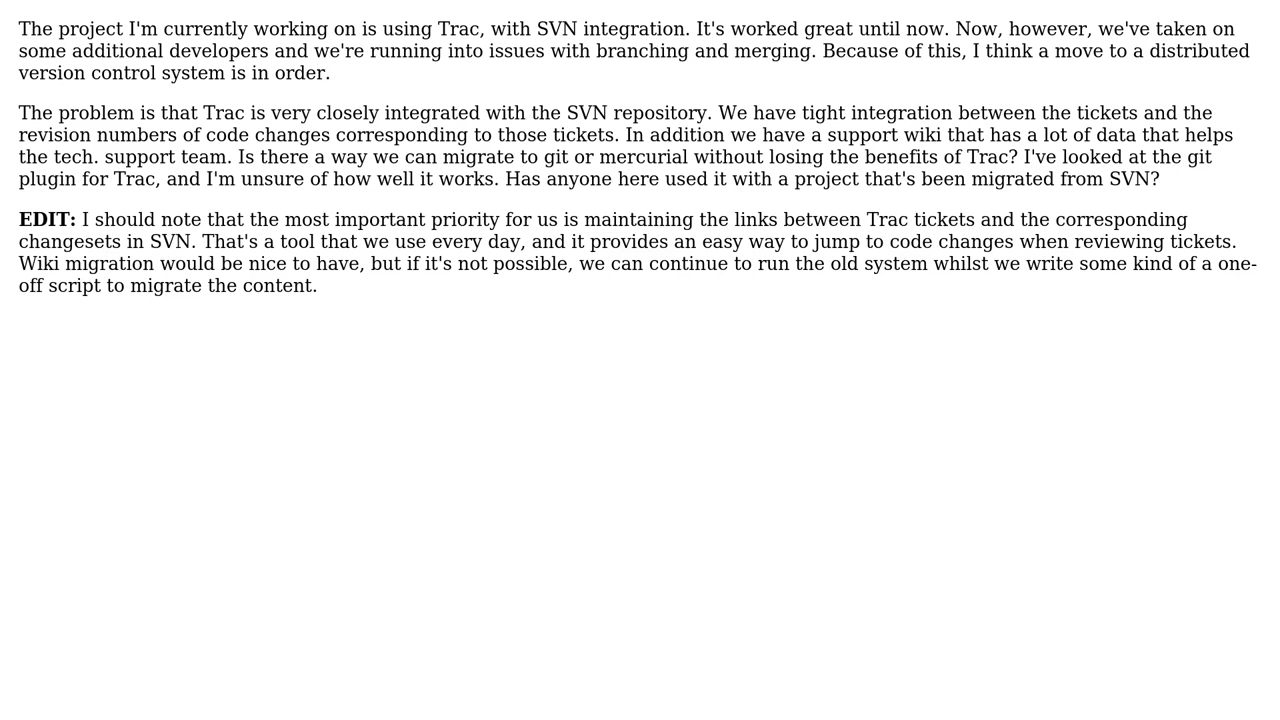 The project I'm currently working on is using Trac, with SVN integration. It's worked great until now. Now, however, we've taken on
some additional developers and we're running into issues with branching and merging. Because of this, I think a move to a distributed
version control system is in order.
The problem is that Trac is very closely integrated with the SVN repository. We have tight integration between the tickets and the
revision numbers of code changes corresponding to those tickets. In addition we have a support wiki that has a lot of data that helps
the tech. support team. Is there a way we can migrate to git or mercurial without losing the benefits of Trac? I've looked at the git
plugin for Trac, and I'm unsure of how well it works. Has anyone here used it with a project that's been migrated from SVN?
EDIT: I should note that the most important priority for us is maintaining the links between Trac tickets and the corresponding
changesets in SVN. That's a tool that we use every day, and it provides an easy way to jump to code changes when reviewing tickets.
Wiki migration would be nice to have, but if it's not possible, we can continue to run the old system whilst we write some kind of a one-
off script to migrate the content.